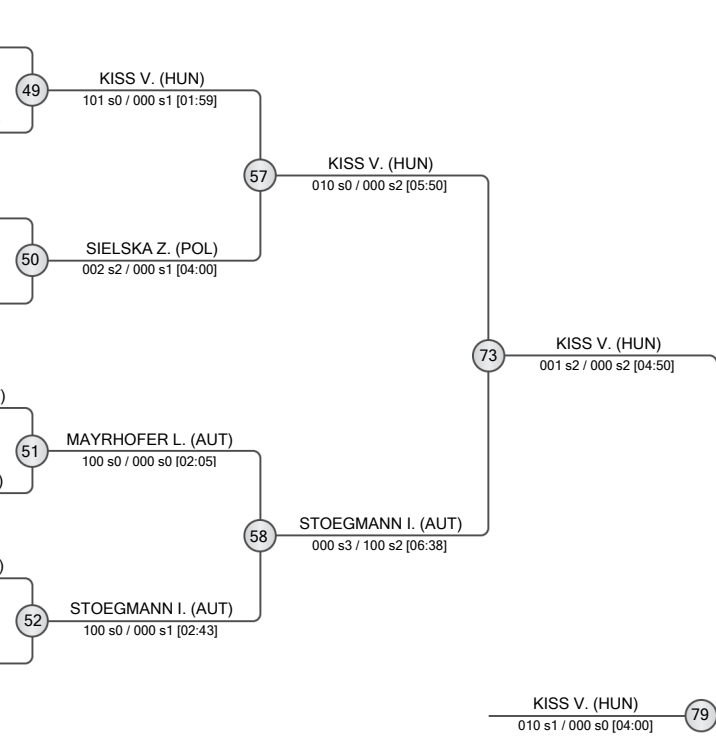 KISS V. (HUN)
49
101 s0 / 000 s1 [01:59]
KISS V. (HUN)
57
010 s0 / 000 s2 [05:50]
SIELSKA Z. (POL)
50
002 s2 / 000 s1 [04:00]
KISS V. (HUN)
73
001 s2 / 000 s2 [04:50]
)
MAYRHOFER L. (AUT)
51
100 s0 / 000 s0 [02:05]
)
STOEGMANN I. (AUT)
58
000 s3 / 100 s2 [06:38]
)
STOEGMANN I. (AUT)
52
100 s0 / 000 s1 [02:43]
KISS V. (HUN)
79
010 s1 / 000 s0 [04:00]